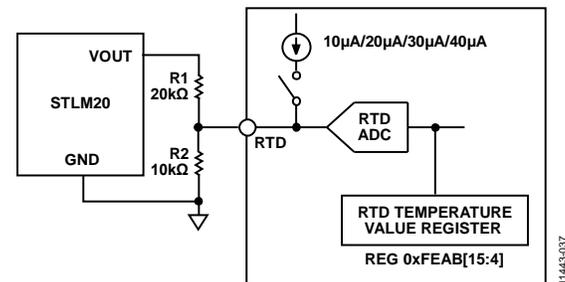 VOUT
STLM20
GND
R1
20kΩ
R2
10kΩ
10µA/20µA/30µA/40µA
RTD
RTD
ADC
RTD TEMPERATURE
VALUE REGISTER
REG 0xFEAB[15:4]
11443-037